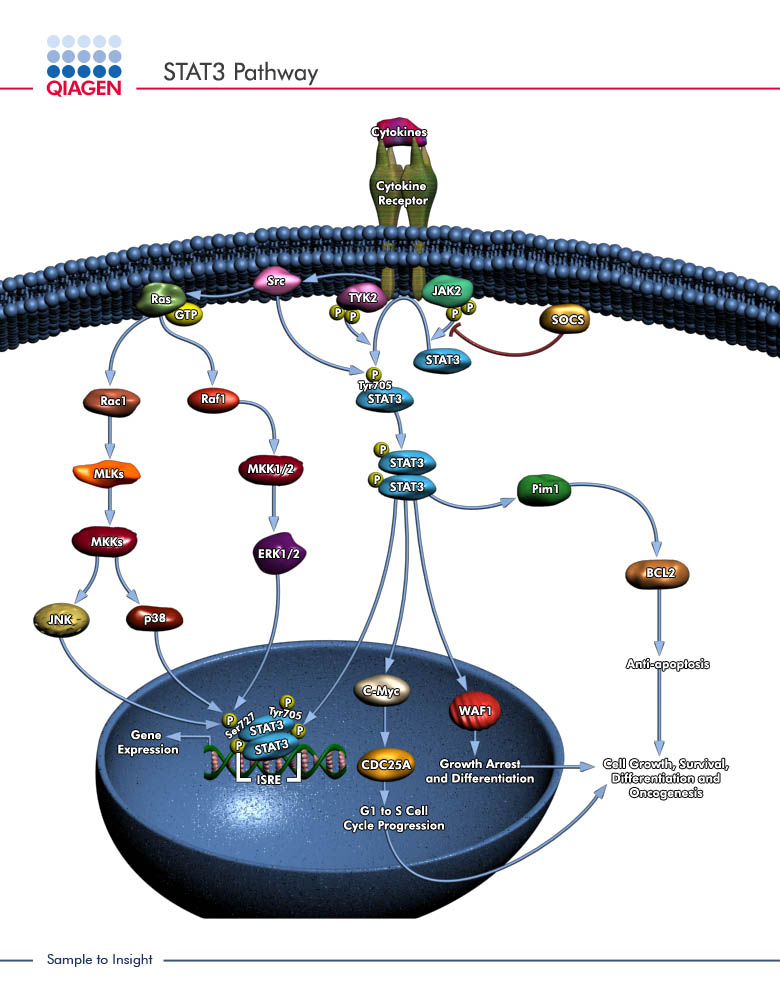 QIAGEN
STAT3 Pathway
Cytokines
Cytokine
Receptor
Src
Ras
GTP
TYK2
P
P
JAK2
P
P
SOCS
STAT3
P
Tyr705
STAT3
Rac1
Raf1
P
STAT3
P
STAT3
MLKs
MKK1/2
Pim1
MKKs
ERK1/2
BCL2
JNK
p38
Anti-apoptosis
C-Myc
WAF1
P
P
Ser727
Tyr705
STAT3
P
P
STAT3
ISRE
Gene
Expression
CDC25A
Growth Arrest
and Differentiation
Cell Growth, Survival,
Differentiation and
Oncogenesis
G1 to S Cell
Cycle Progression
Sample to Insight